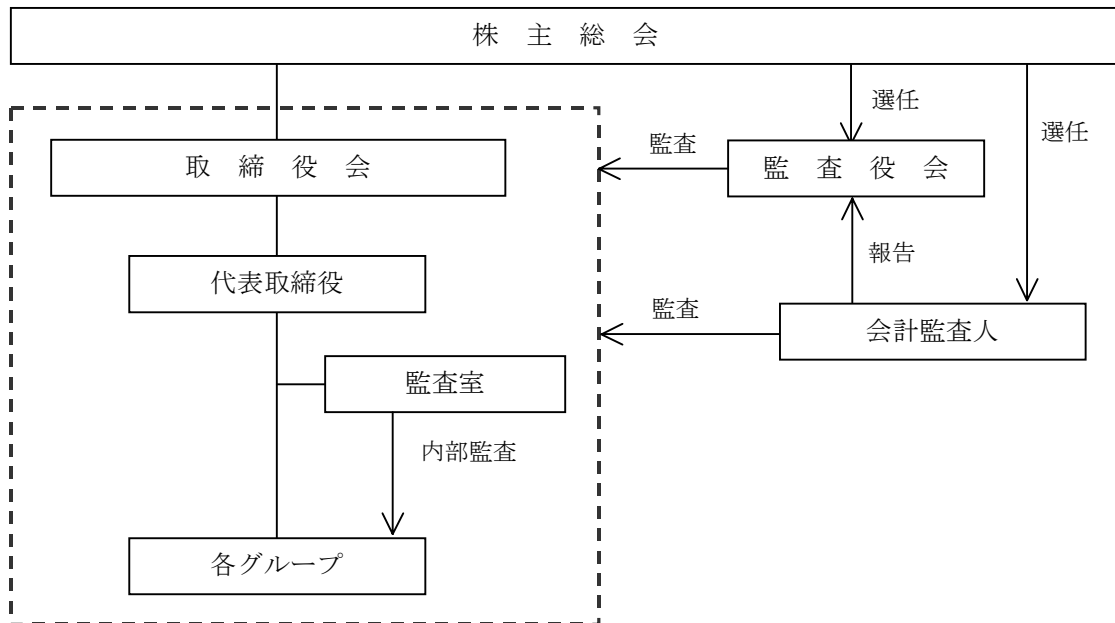 株主総会
選任
選任
監査
取締役会
監査役会
報告
代表取締役
監査
会計監査人
監査室
内部監査
各グループ